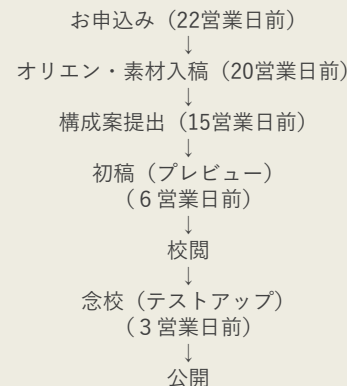 お申込み（22営業日前）
↓
オリエン・素材入稿（20営業日前）
↓
構成案提出（15営業日前）
↓
初稿（プレビュー）
（６営業日前）
↓
校閲
↓
念校（テストアップ）
（３営業日前）
↓
公開